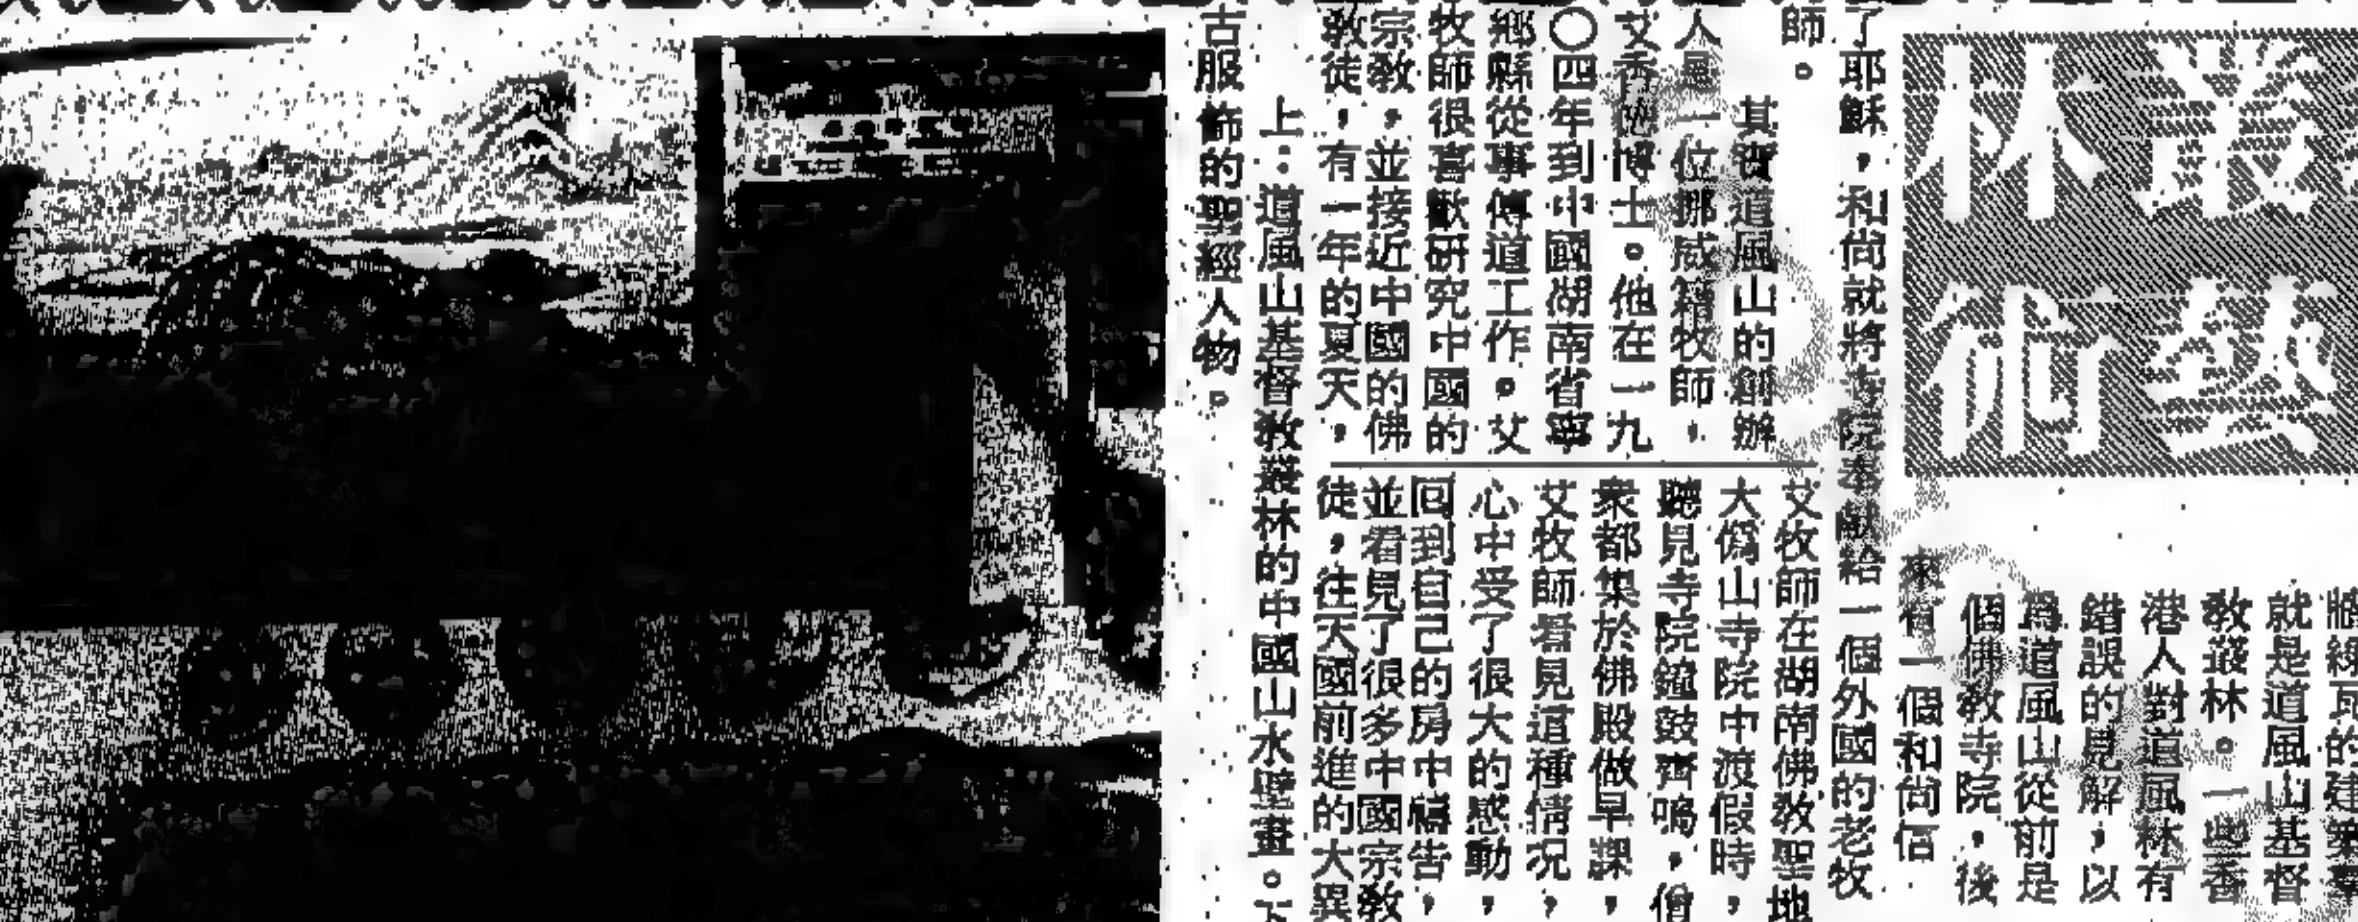 叢林
藝術
就是道風山基督
教叢林。一些香
港人對道風林有
錯誤的見解，以
爲道風山從前是
個佛教寺院，後
來有一個和尚信
了耶穌，和尚就將寺院奉献給一個外國的老牧
師。
其實道風山的創辦
人是一位挪威籍牧師，
艾香德博士。他在一九
〇四年到中國湖南省寧
鄉縣從事傳道工作。艾
牧師很喜歡研究中國的
宗教，並接近中國的佛
教徒，有一年的夏天，
艾牧師在湖南佛教聖地
大僞山寺院中渡假時，
聽見寺院鐘鼓齊鳴，僧
衆都集於佛殿做早課，
艾牧師看見這種情况，
心中受了很大的感動，
回到自己的房中禱告，
並看見了很多中國宗教
徒，往天國前進的大異
上：道風山基督教叢林的中國山水壁畫。下
古服飾的聖經人物。